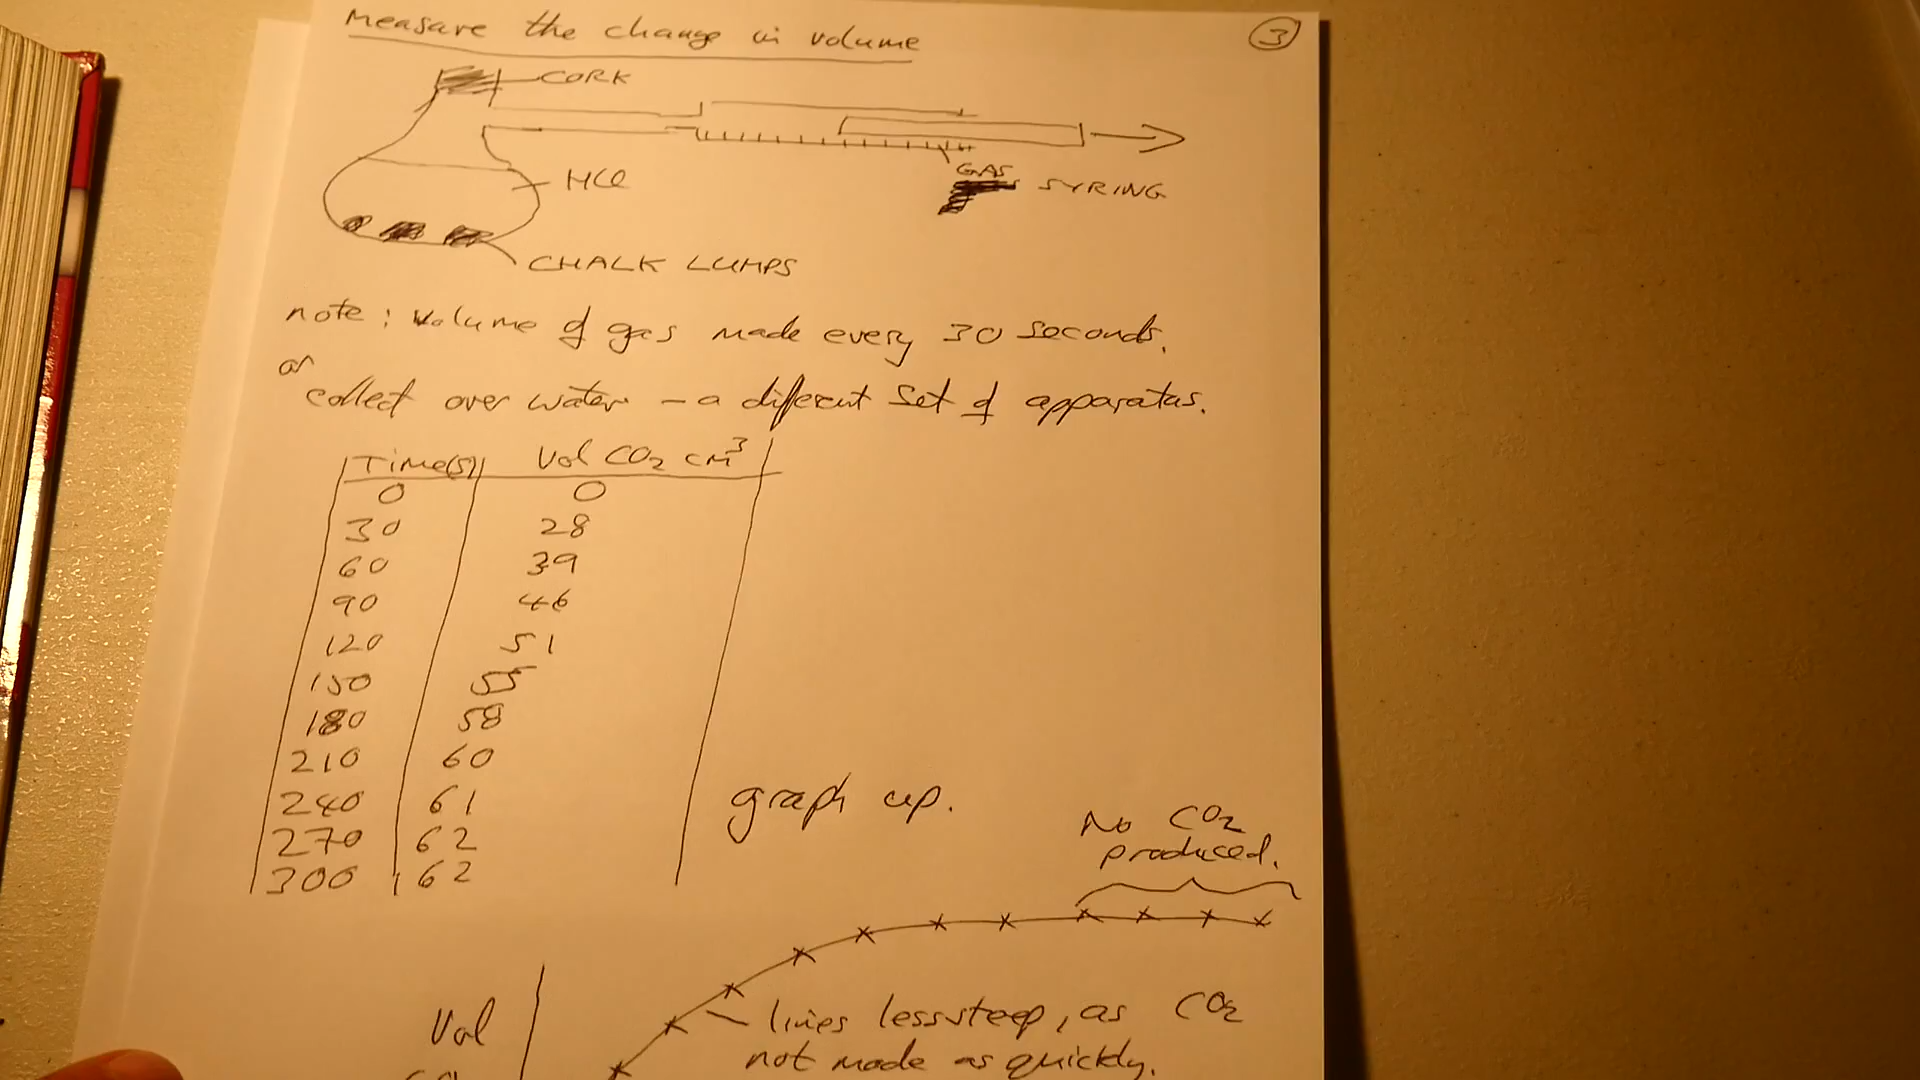 measure the change in volume
3
CORK
HCl
GAS
SYRING
CHALK LUMPS
note: volume of gas made every 30 seconds.
or
collect over water - a different set of apparatus.
Time(s) Vol CO2 cm3
0 0
30 28
60 39
90 46
120 51
150 55
180 58
210 60
240 61
270 62
300 62
graph up.
No CO2
produced.
Vol
lines less steep, as CO2
not made as quickly.